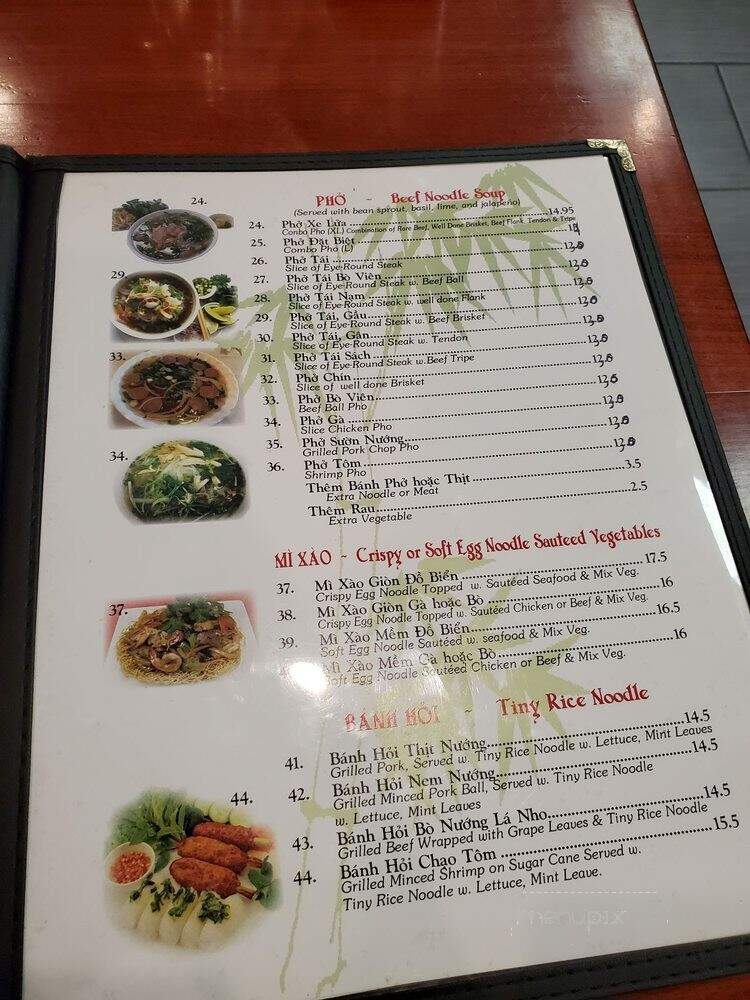 24.
PHỞ ~ Beef Noodle Soup
(Served with bean sprout, basil, lime, and jalapeño)
24. Phở Xe Lửa 14.95
Combo Pho (XL) Combination of Rare Beef, Well Done Brisket, Beef Flank, Tendon & Tripe
25. Phở Đặt Biệt
Combo Pho (L)
26. Phở Tái
Slice of Eye-Round Steak
27. Phở Tái Bò Viên
Slice of Eye-Round Steak w. Beef Ball
29.
28. Phở Tái Nạm
Slice of Eye-Round Steak w. well done Flank
29. Phở Tái, Gầu
Slice of Eye-Round Steak w. Beef Brisket
30. Phở Tái, Gân
Slice of Eye-Round Steak w. Tendon
33.
31. Phở Tái Sách
Slice of Eye-Round Steak w.Beef Tripe
32. Phở Chín
Slice of well done Brisket
33. Phở Bò Viên
Beef Ball Pho
34. Phở Gà
Slice Chicken Pho
34.
35. Phở Sườn Nướng
Grilled Pork Chop Pho
36. Phở Tôm
Shrimp Pho
Thêm Bánh Phở hoặc Thịt 3.5
Extra Noodle or Meat
Thêm Rau 2.5
Extra Vegetable
MÌ XÀO ~ Crispy or Soft Egg Noodle Sauteed Vegetables
37.
37. Mì Xào Giòn Đồ Biển 17.5
Crispy Egg Noodle Topped w. Sautéed Seafood & Mix Veg.
38. Mì Xào Giòn Gà hoặc Bò 16
Crispy Egg Noodle Topped w. Sautéed Chicken or Beef & Mix Veg.
39. Mì Xào Mềm Đồ Biển 16.5
Soft Egg Noodle Sautéed w. seafood & Mix Veg.
Mì Xào Mềm Gà hoặc Bò 16
Soft Egg Noodle Sautéed Chicken or Beef & Mix Veg.
BÁNH HỎI ~ Tiny Rice Noodle
41. Bánh Hỏi Thịt Nướng 14.5
Grilled Pork, Served w. Tiny Rice Noodle w. Lettuce, Mint Leaves
42. Bánh Hỏi Nem Nướng 14.5
Grilled Minced Pork Ball, Served w. Tiny Rice Noodle
w. Lettuce, Mint Leaves
44.
43. Bánh Hỏi Bò Nướng Lá Nho 14.5
Grilled Beef Wrapped with Grape Leaves & Tiny Rice Noodle
44. Bánh Hỏi Chạo Tôm 15.5
Grilled Minced Shrimp on Sugar Cane Served w.
Tiny Rice Noodle w. Lettuce, Mint Leave.
menupix